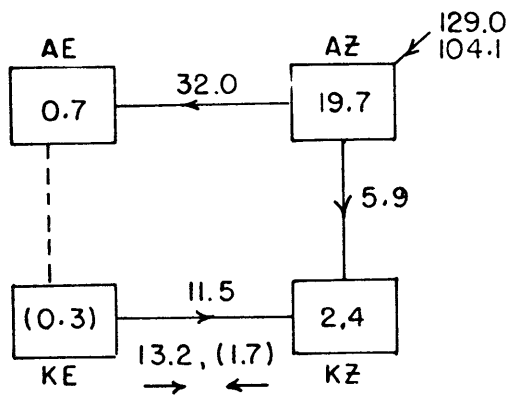 129.0
104.1
AE
AZ
0.7
32.0
19.7
5.9
(0.3)
11.5
2.4
13.2, (1.7)
KE
KZ